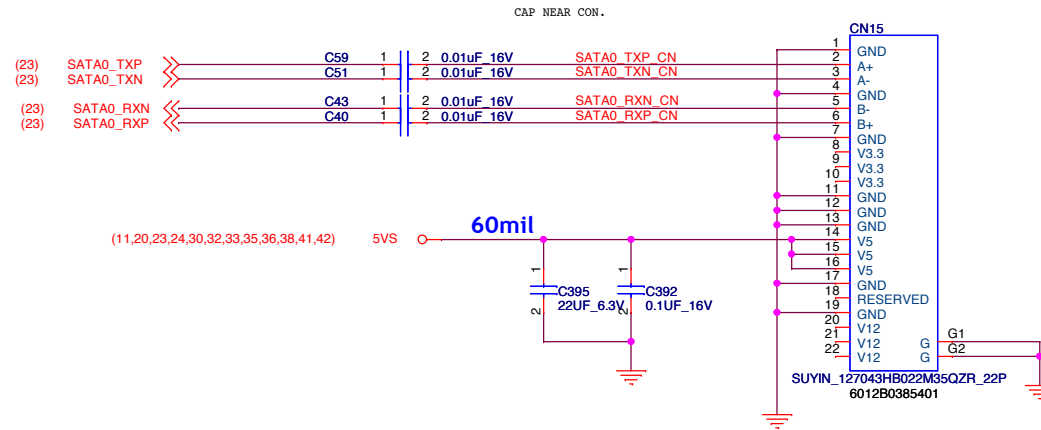 CAP NEAR CON.
CN15
1 GND
(23) SATA0_TXP C59 1 2 0.01uF_16V SATA0_TXP_CN 2 A+
(23) SATA0_TXN C51 1 2 0.01uF_16V SATA0_TXN_CN 3 A-
4 GND
(23) SATA0_RXN C43 1 2 0.01uF_16V SATA0_RXN_CN 5 B-
(23) SATA0_RXP C40 1 2 0.01uF_16V SATA0_RXP_CN 6 B+
7 GND
8 V3.3
9 V3.3
10 V3.3
11 GND
12 GND
13 GND
60mil
(11,20,23,24,30,32,33,35,36,38,41,42) 5VS 14 V5
15 V5
16 V5
1 C395 2 22UF_6.3V
1 C392 2 0.1UF_16V
17 GND
18 RESERVED
19 GND
20 V12
21 V12 G G1
22 V12 G G2
SUYIN_127043HB022M35QZR_22P
6012B0385401